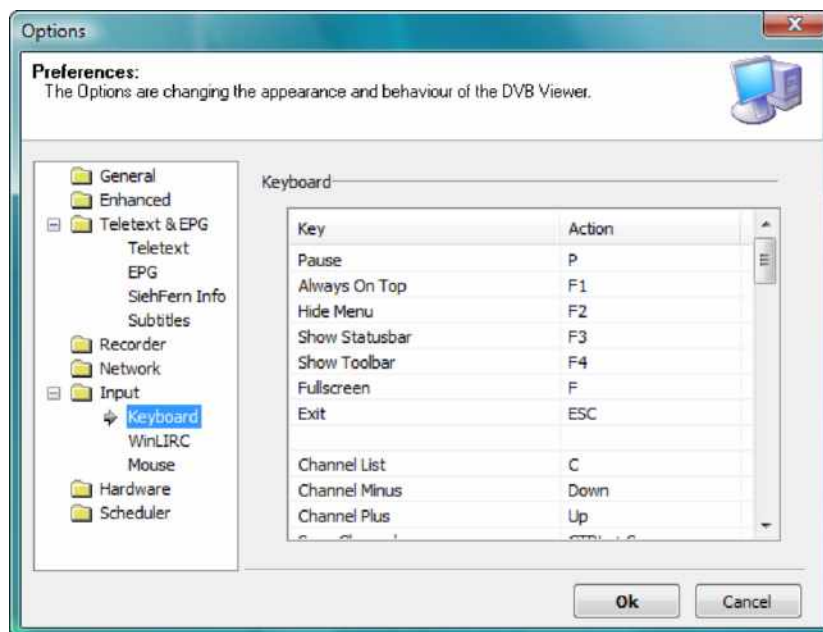 Options
Preferences:
The Options are changing the appearance and behaviour of the DVB Viewer.
General
Enhanced
Teletext & EPG
Teletext
EPG
SiehFern Info
Subtitles
Recorder
Network
Input
Keyboard
WinLIRC
Mouse
Hardware
Scheduler
Keyboard
Key Action
Pause P
Always On Top F1
Hide Menu F2
Show Statusbar F3
Show Toolbar F4
Fullscreen F
Exit ESC
Channel List C
Channel Minus Down
Channel Plus Up
Ok Cancel